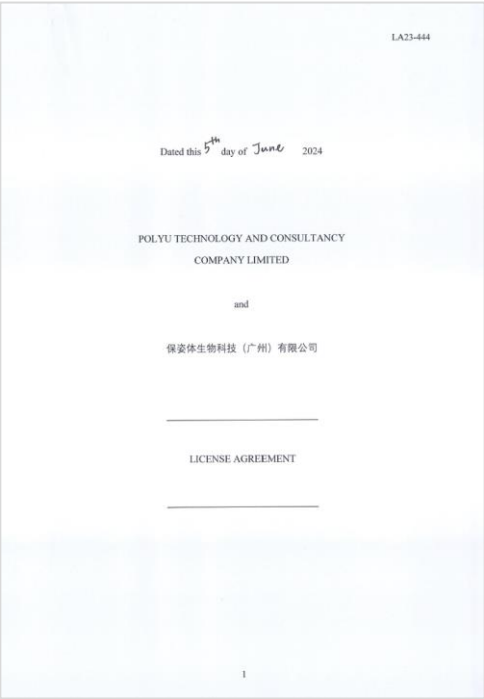 LA23-444
Dated this 5th day of June 2024
POLYU TECHNOLOGY AND CONSULTANCY
COMPANY LIMITED
and
保姿体生物科技（广州）有限公司
LICENSE AGREEMENT
1